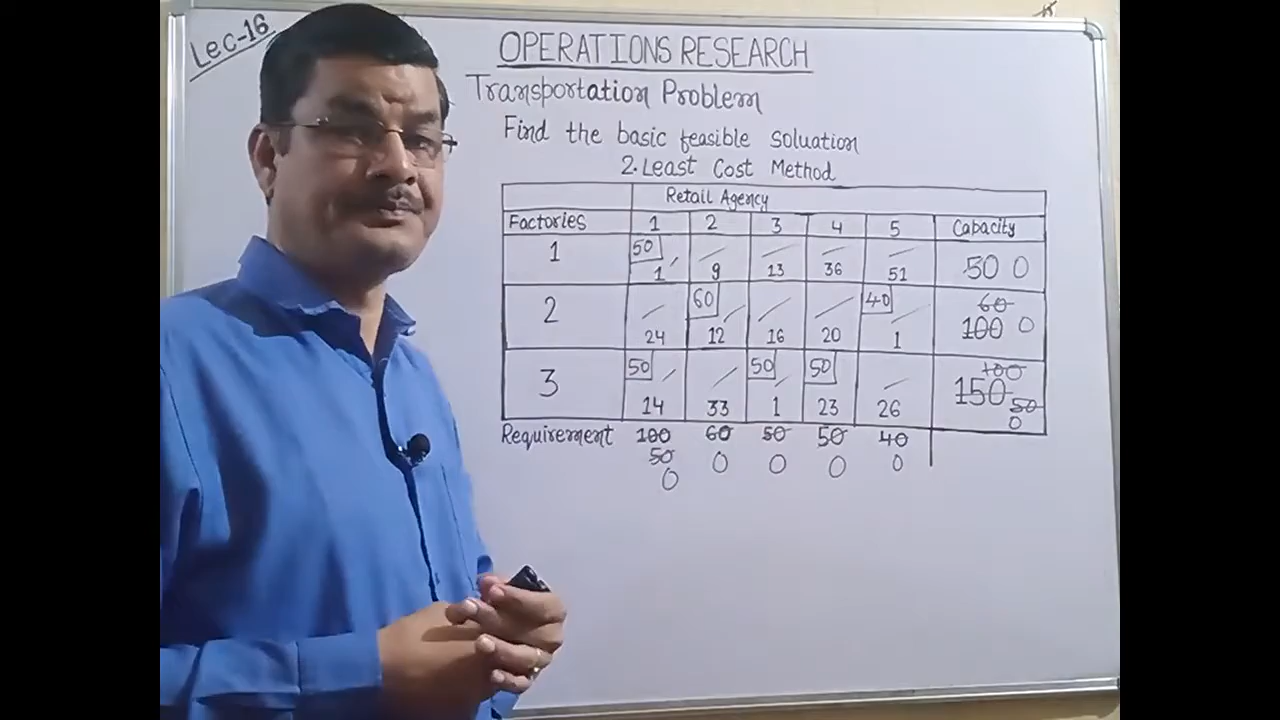 Lec-16
OPERATIONS RESEARCH
Transportation Problem
Find the basic feasible soluation
2. Least Cost Method
Retail Agency
Factories 1 2 3 4 5 Capacity
50
1 1 9 13 36 51 50 0
60 40 60
2 24 12 16 20 1 100 0
50 50 50 100
3 14 33 1 23 26 150 50
0
Requirement 100 60 50 50 40
50 0 0 0 0
0